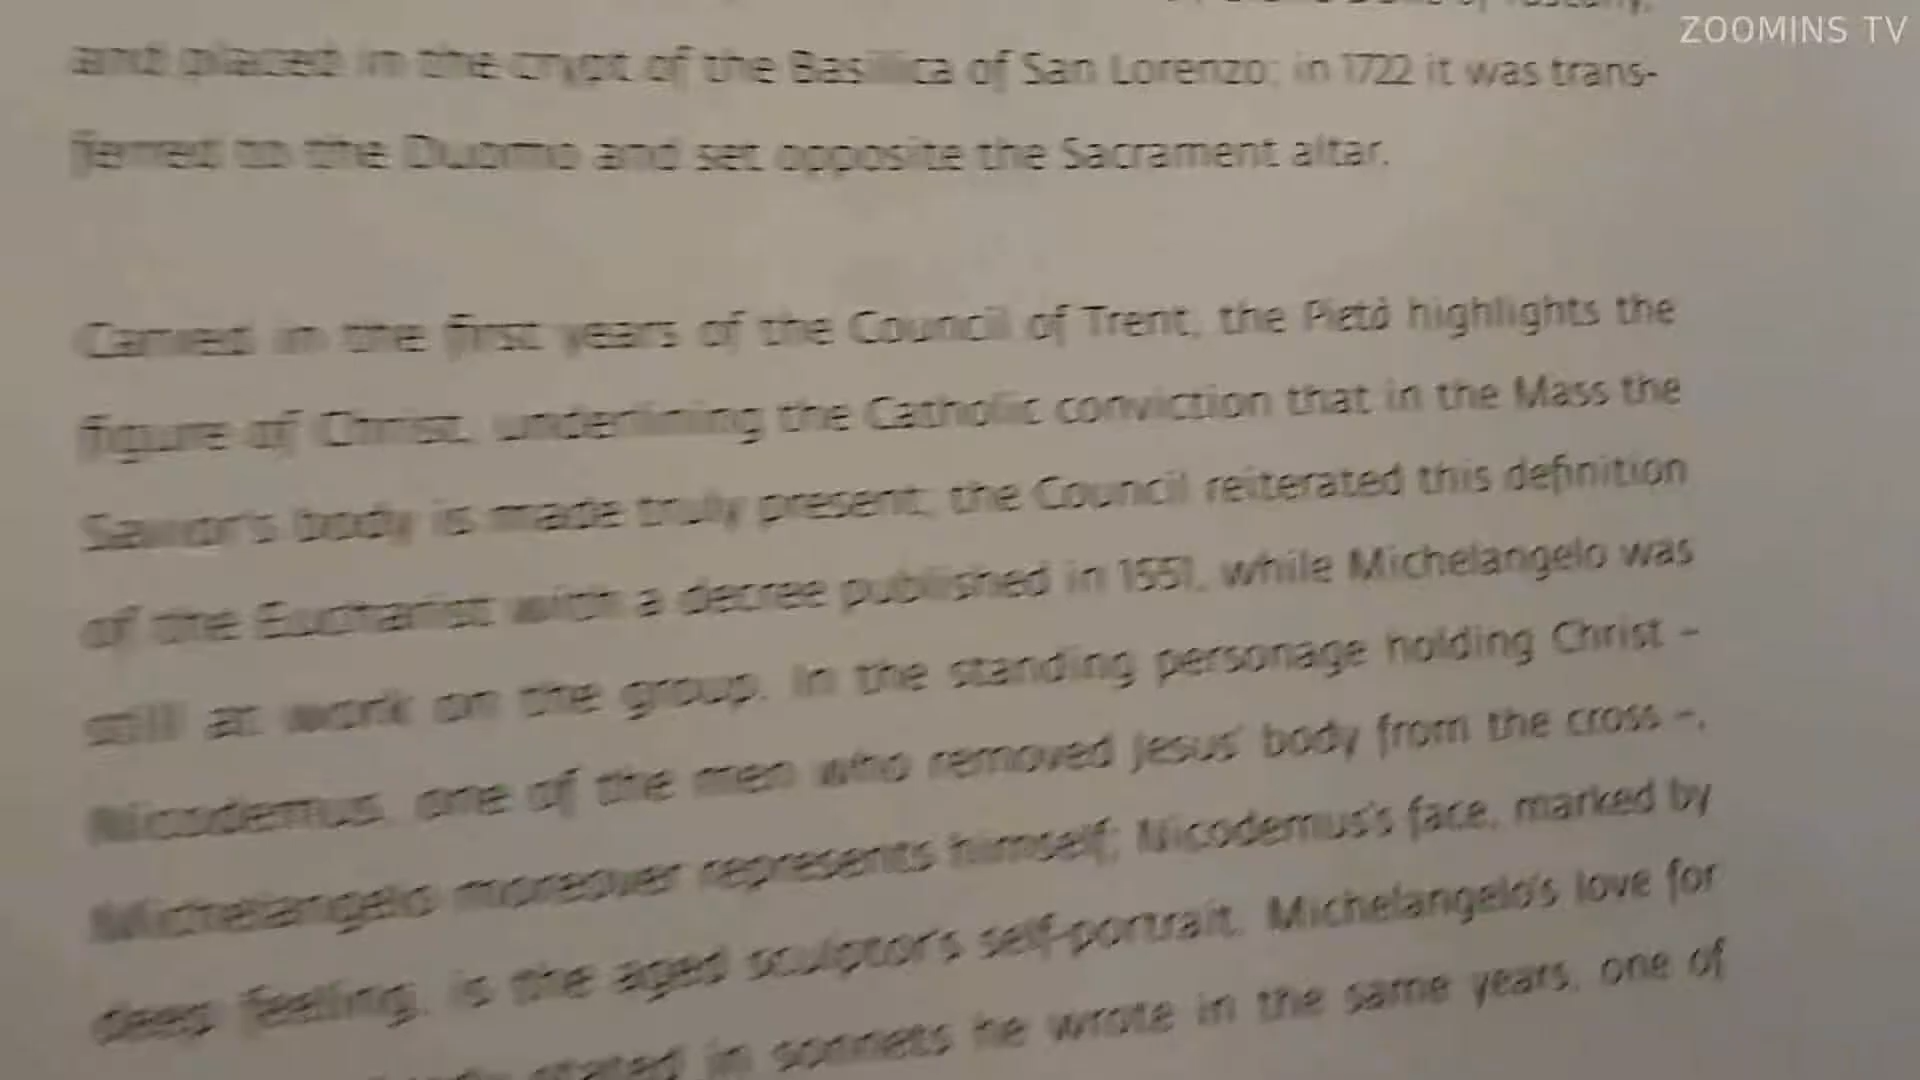 ZOOMINS TV
and placed in the crypt of the Basilica of San Lorenzo; in 1722 it was trans-
ferred to the Duomo and set opposite the Sacrament altar.
Carved in the first years of the Council of Trent, the Pietà highlights the
figure of Christ, underlining the Catholic conviction that in the Mass the
Savior's body is made truly present; the Council reiterated this definition
of the Eucharist with a decree published in 1551, while Michelangelo was
still at work on the group. In the standing personage holding Christ –
Nicodemus, one of the men who removed Jesus' body from the cross –,
Michelangelo moreover represents himself; Nicodemus's face, marked by
deep feeling, is the aged sculptor's self-portrait. Michelangelo's love for
stated in sonnets he wrote in the same years, one of